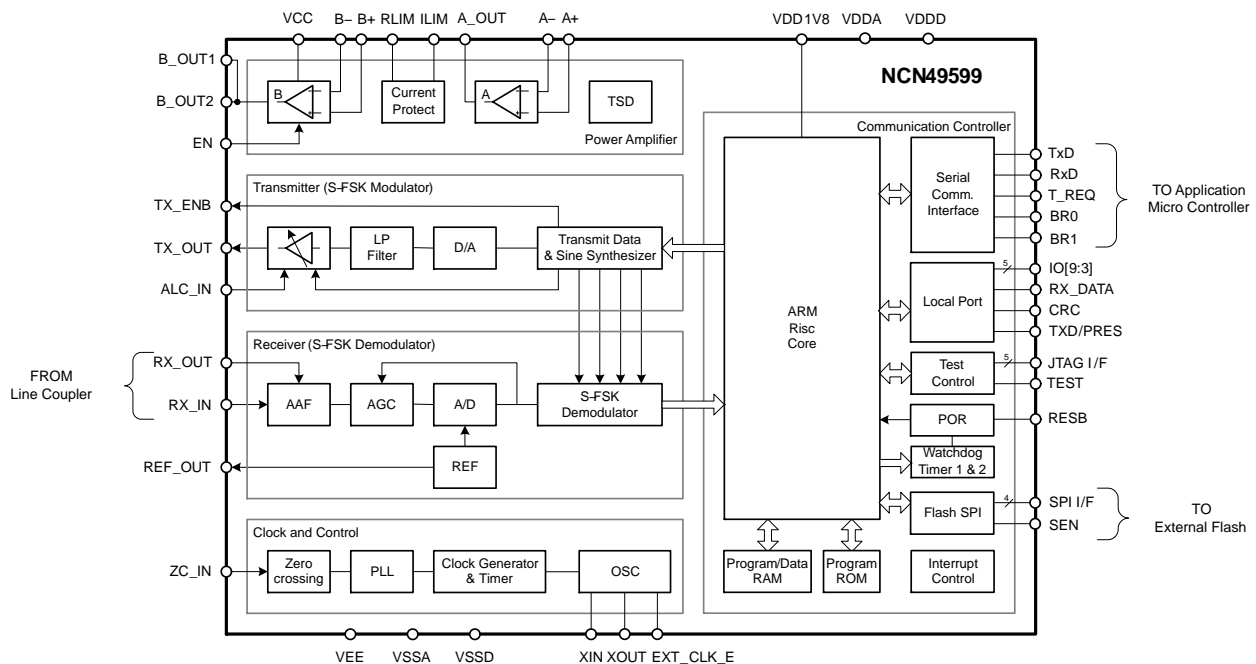 VCC B– B+ RLIM ILIM A_OUT A– A+ VDD1V8 VDDA VDDD
NCN49599
B_OUT1
B_OUT2
EN
B
Current
Protect
A
TSD
Power Amplifier
Communication Controller
Transmitter (S-FSK Modulator)
TX_ENB
TX_OUT
ALC_IN
LP
Filter
D/A
Transmit Data
& Sine Synthesizer
Receiver (S-FSK Demodulator)
FROM
Line Coupler
RX_OUT
RX_IN
REF_OUT
AAF
AGC
A/D
S-FSK
Demodulator
REF
Clock and Control
ZC_IN
Zero
crossing
PLL
Clock Generator
& Timer
OSC
ARM
Risc
Core
Serial
Comm.
Interface
TxD
RxD
T_REQ
BR0
BR1
TO Application
Micro Controller
Local Port
5
IO[9:3]
RX_DATA
CRC
TXD/PRES
Test
Control
5
JTAG I/F
TEST
POR
RESB
Watchdog
Timer 1 & 2
Flash SPI
4
SPI I/F
SEN
TO
External Flash
Program/Data
RAM
Program
ROM
Interrupt
Control
VEE VSSA VSSD XIN XOUT EXT_CLK_E